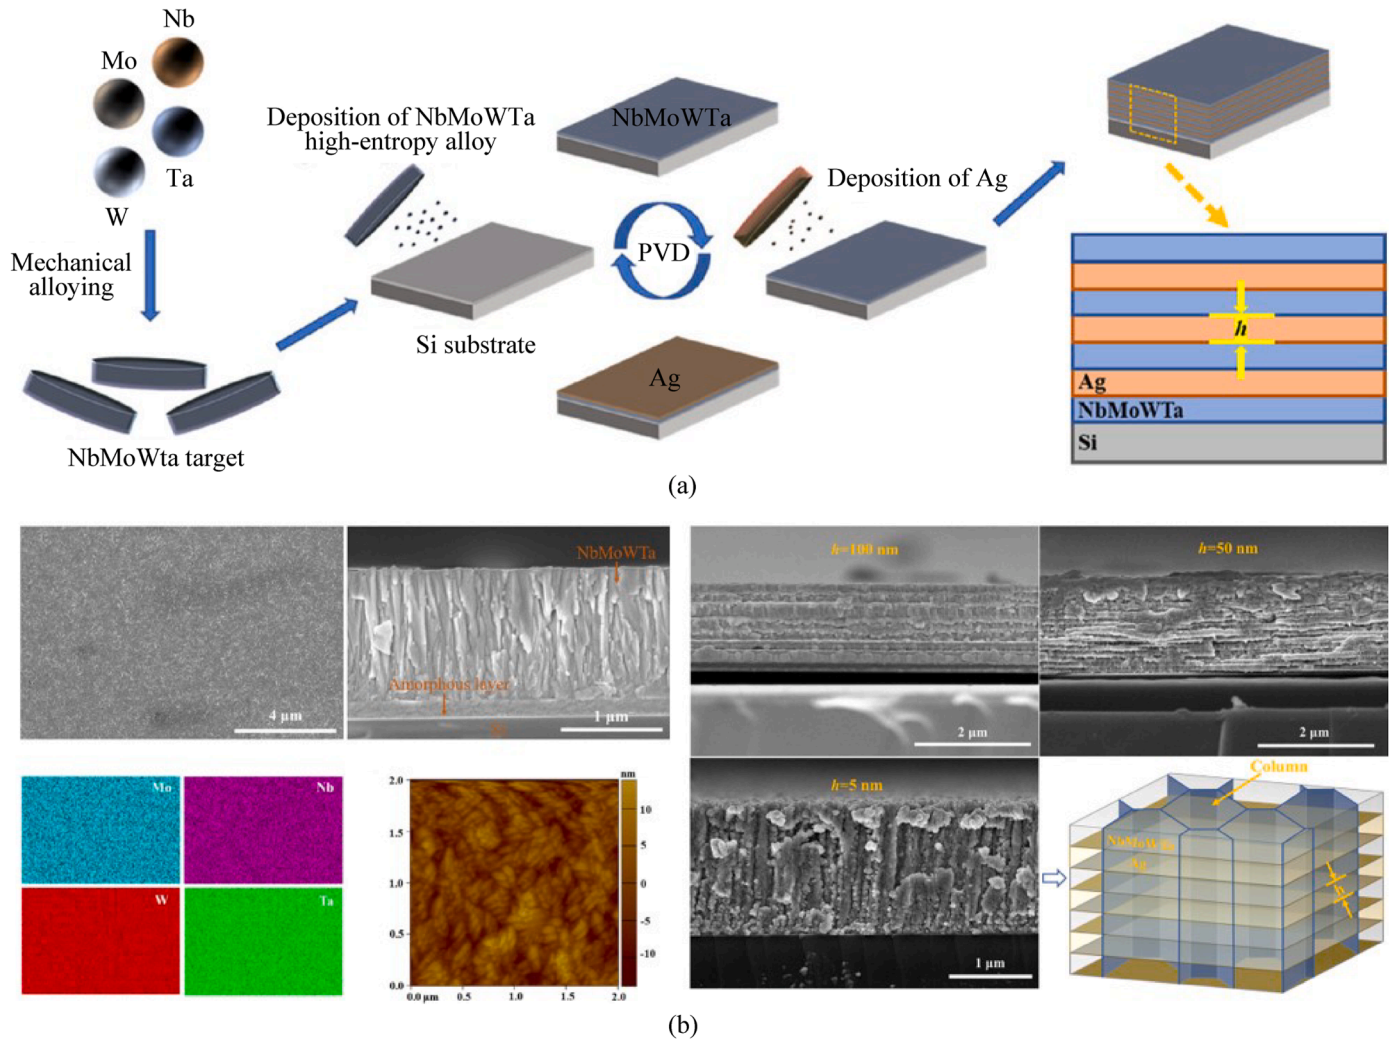 Nb
Mo
Ta
W
Mechanical
alloying
NbMoWta target
Deposition of NbMoWTa
high-entropy alloy
Si substrate
NbMoWTa
PVD
Ag
Deposition of Ag
h
Ag
NbMoWTa
Si
(a)
4 μm
NbMoWTa
Amorphous layer
Si
1 μm
h=100 nm
2 μm
h=50 nm
2 μm
Mo
Nb
W
Ta
nm
2.0
1.5
1.0
0.5
0.0
0.0 μm
0.5
1.0
1.5
2.0
10
5
0
-5
-10
h=5 nm
1 μm
Column
NbMoWTa
Ag
h
(b)